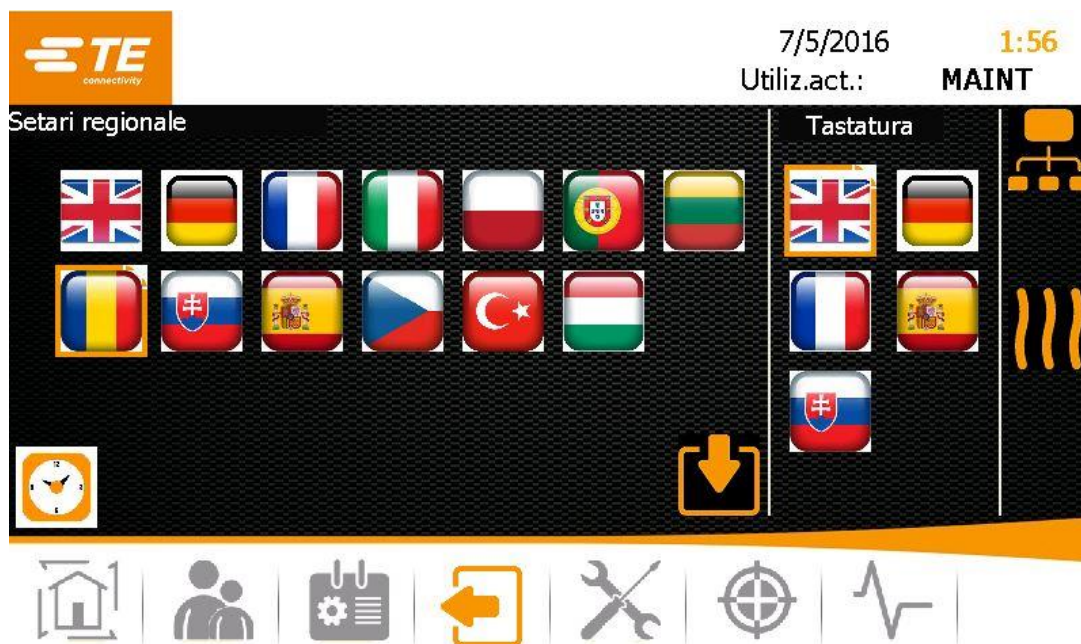 TE
connectivity
7/5/2016
1:56
Utiliz.act.:
MAINT
Setari regionale
Tastatura